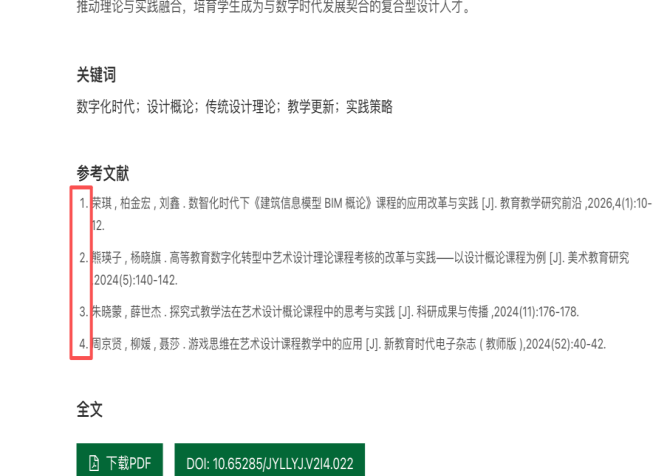 推动理论与实践融合，培育学生成为与数字时代发展契合的复合型设计人才。
关键词
数字化时代；设计概论；传统设计理论；教学更新；实践策略
参考文献
1. 荣琪 , 柏金宏 , 刘鑫 . 数智化时代下《建筑信息模型 BIM 概论》课程的应用改革与实践 [J]. 教育教学研究前沿 ,2026,4(1):10-
12.
2. 熊瑛子 , 杨晓旗 . 高等教育数字化转型中艺术设计理论课程考核的改革与实践——以设计概论课程为例 [J]. 美术教育研究
,2024(5):140-142.
3. 朱晓蒙 , 薛世杰 . 探究式教学法在艺术设计概论课程中的思考与实践 [J]. 科研成果与传播 ,2024(11):176-178.
4. 周京贤 , 柳媛 , 聂莎 . 游戏思维在艺术设计课程教学中的应用 [J]. 新教育时代电子杂志 ( 教师版 ),2024(52):40-42.
全文
下载PDF
DOI: 10.65285/JYLLYJ.V2I4.022